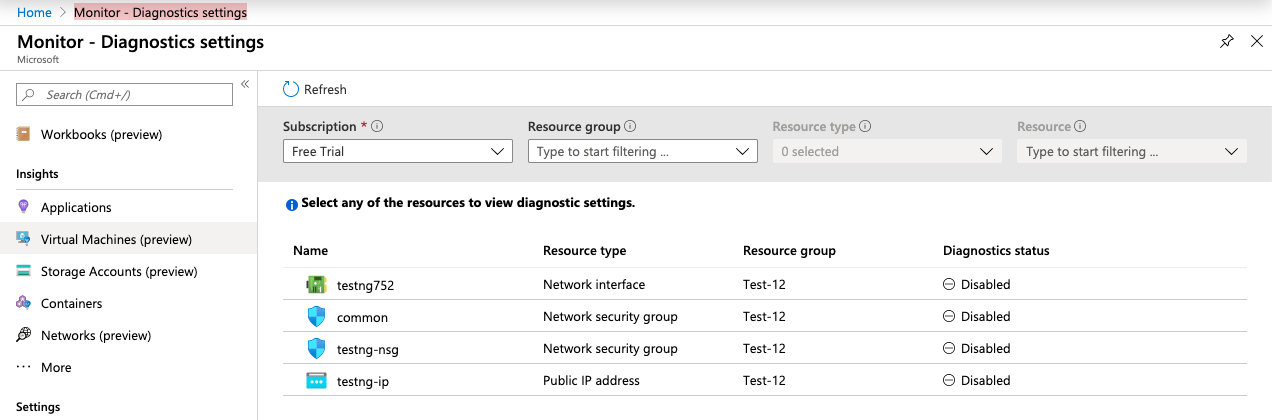 Home > Monitor - Diagnostics settings
Monitor - Diagnostics settings
Microsoft
Search (Cmd+/)
«
Workbooks (preview)
Insights
Applications
Virtual Machines (preview)
Storage Accounts (preview)
Containers
Networks (preview)
More
Settings
Refresh
Subscription * Resource group Resource type Resource
Free Trial Type to start filtering ... 0 selected Type to start filtering ...
Select any of the resources to view diagnostic settings.
Name Resource type Resource group Diagnostics status
testng752 Network interface Test-12 Disabled
common Network security group Test-12 Disabled
testng-nsg Network security group Test-12 Disabled
testng-ip Public IP address Test-12 Disabled